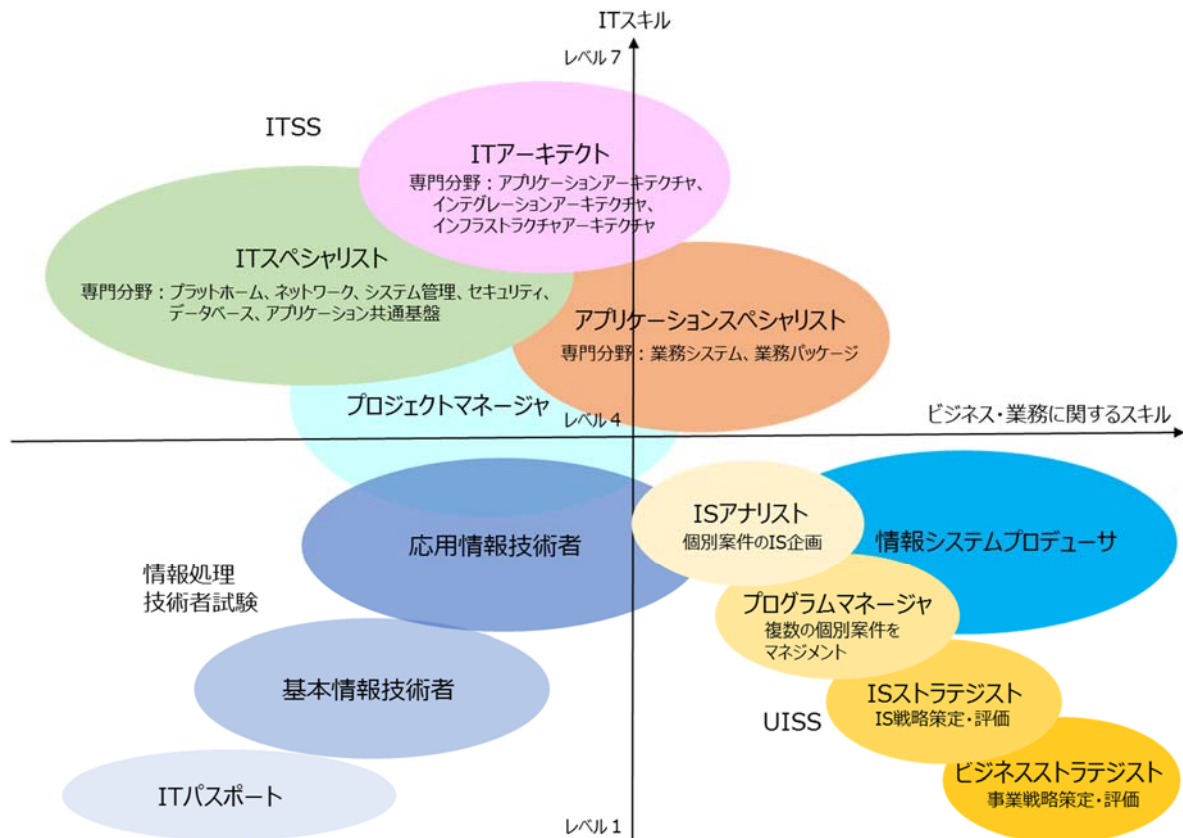 ITスキル
レベル7
ITSS
ITアーキテクト
専門分野：アプリケーションアーキテクチャ、
インテグレーションアーキテクチャ、
インフラストラクチャアーキテクチャ
ITスペシャリスト
専門分野：プラットホーム、ネットワーク、システム管理、セキュリティ、
データベース、アプリケーション共通基盤
アプリケーションスペシャリスト
専門分野：業務システム、業務パッケージ
プロジェクトマネージャ
レベル4
ビジネス・業務に関するスキル
応用情報技術者
ISアナリスト
個別案件のIS企画
情報システムプロデューサ
情報処理
技術者試験
プログラムマネージャ
複数の個別案件を
マネジメント
基本情報技術者
ISストラテジスト
IS戦略策定・評価
UISS
ビジネスストラテジスト
事業戦略策定・評価
ITパスポート
レベル1